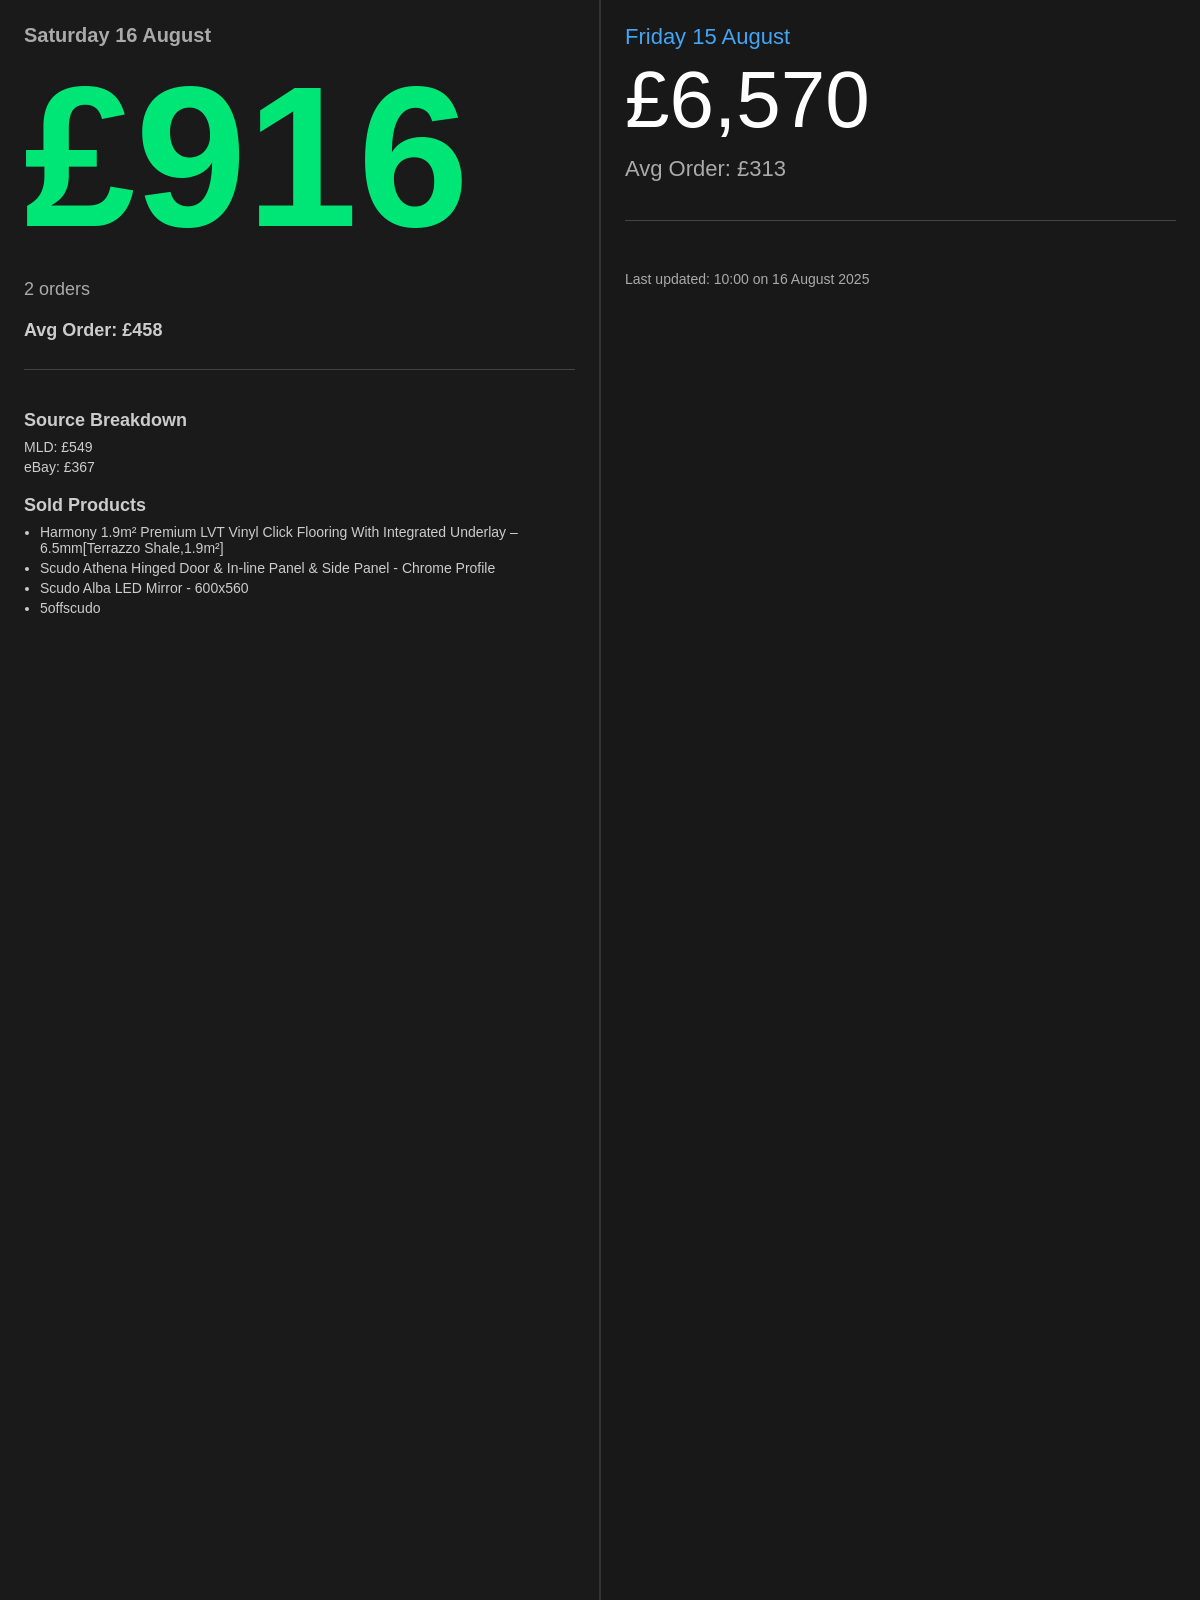 Saturday 16 August
£916
2 orders
Avg Order: £458
Source Breakdown
MLD: £549
eBay: £367
Sold Products
• Harmony 1.9m² Premium LVT Vinyl Click Flooring With Integrated Underlay –
6.5mm[Terrazzo Shale,1.9m²]
• Scudo Athena Hinged Door & In-line Panel & Side Panel - Chrome Profile
• Scudo Alba LED Mirror - 600x560
• 5offscudo
Friday 15 August
£6,570
Avg Order: £313
Last updated: 10:00 on 16 August 2025